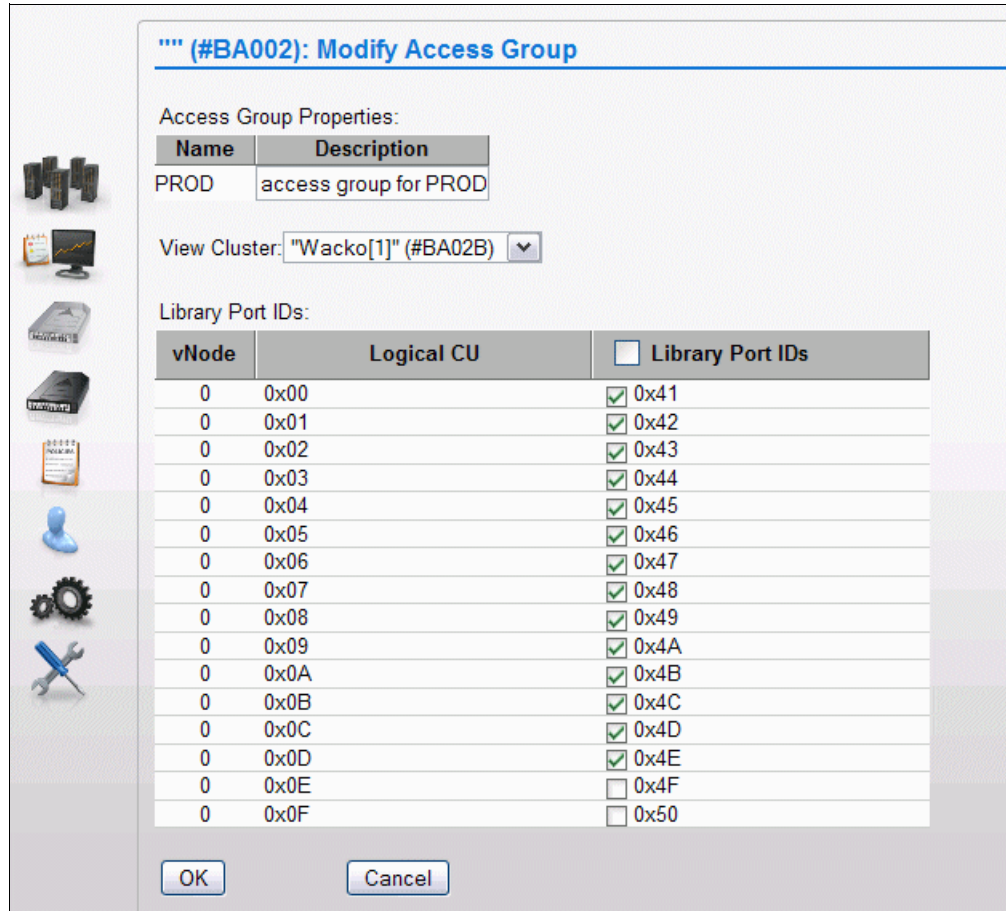 "" (#BA002): Modify Access Group
Access Group Properties:
Name Description
PROD access group for PROD
View Cluster: "Wacko[1]" (#BA02B)
Library Port IDs:
vNode Logical CU Library Port IDs
0 0x00 0x41
0 0x01 0x42
0 0x02 0x43
0 0x03 0x44
0 0x04 0x45
0 0x05 0x46
0 0x06 0x47
0 0x07 0x48
0 0x08 0x49
0 0x09 0x4A
0 0x0A 0x4B
0 0x0B 0x4C
0 0x0C 0x4D
0 0x0D 0x4E
0 0x0E 0x4F
0 0x0F 0x50
OK Cancel